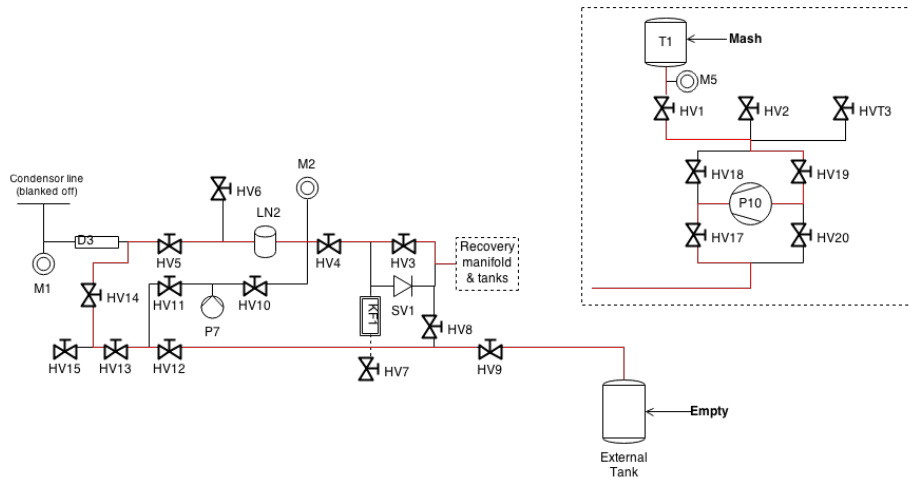 T1
Mash
M5
HV1
HV2
HVT3
HV18
HV19
P10
HV17
HV20
Condensor line
(blanked off)
M2
HV6
LN2
D3
M1
HV5
HV4
HV3
Recovery
manifold
& tanks
HV14
HV11
HV10
P7
KF1
SV1
HV8
HV15
HV13
HV12
HV7
HV9
Empty
External
Tank